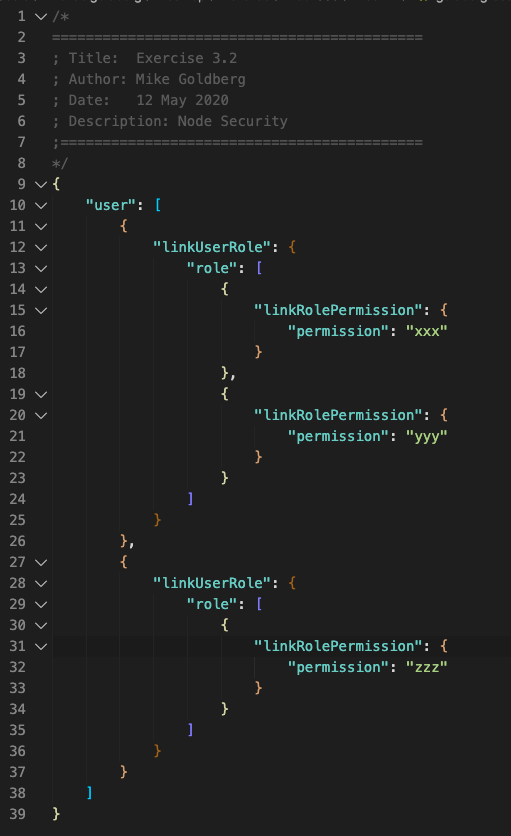 1 /*
2 ============================================
3 ; Title:  Exercise 3.2
4 ; Author: Mike Goldberg
5 ; Date:   12 May 2020
6 ; Description: Node Security
7 ;===========================================
8 */
9 {
10     "user": [
11         {
12             "linkUserRole": {
13                 "role": [
14                     {
15                         "linkRolePermission": {
16                             "permission": "xxx"
17                         }
18                     },
19                     {
20                         "linkRolePermission": {
21                             "permission": "yyy"
22                         }
23                     }
24                 ]
25             }
26         },
27         {
28             "linkUserRole": {
29                 "role": [
30                     {
31                         "linkRolePermission": {
32                             "permission": "zzz"
33                         }
34                     }
35                 ]
36             }
37         }
38     ]
39 }